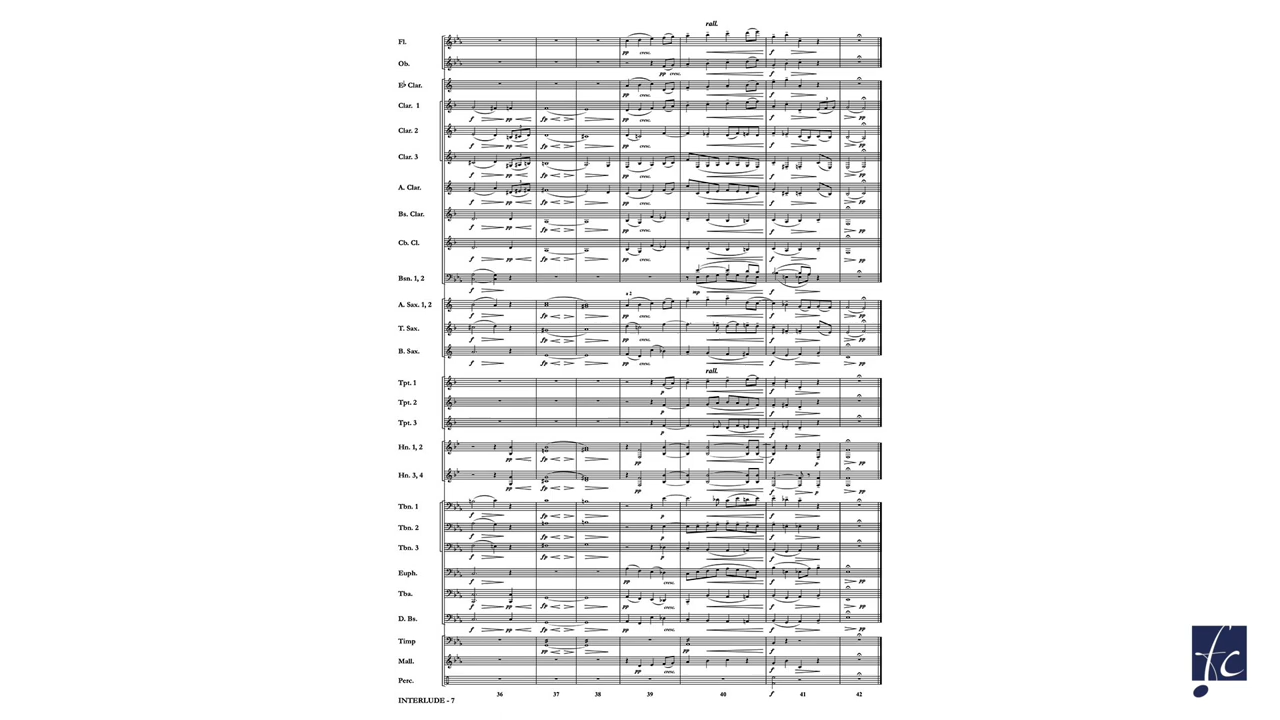 rall.
Fl.
Ob.
E♭ Clar.
Clar. 1
Clar. 2
Clar. 3
A. Clar.
Bs. Clar.
Cb. Cl.
Bsn. 1, 2
A. Sax. 1, 2
T. Sax.
B. Sax.
rall.
Tpt. 1
Tpt. 2
Tpt. 3
Hn. 1, 2
Hn. 3, 4
Tbn. 1
Tbn. 2
Tbn. 3
Euph.
Tba.
D. Bs.
Timp
Mall.
Perc.
36 37 38 39 40 41 42
INTERLUDE - 7
fc